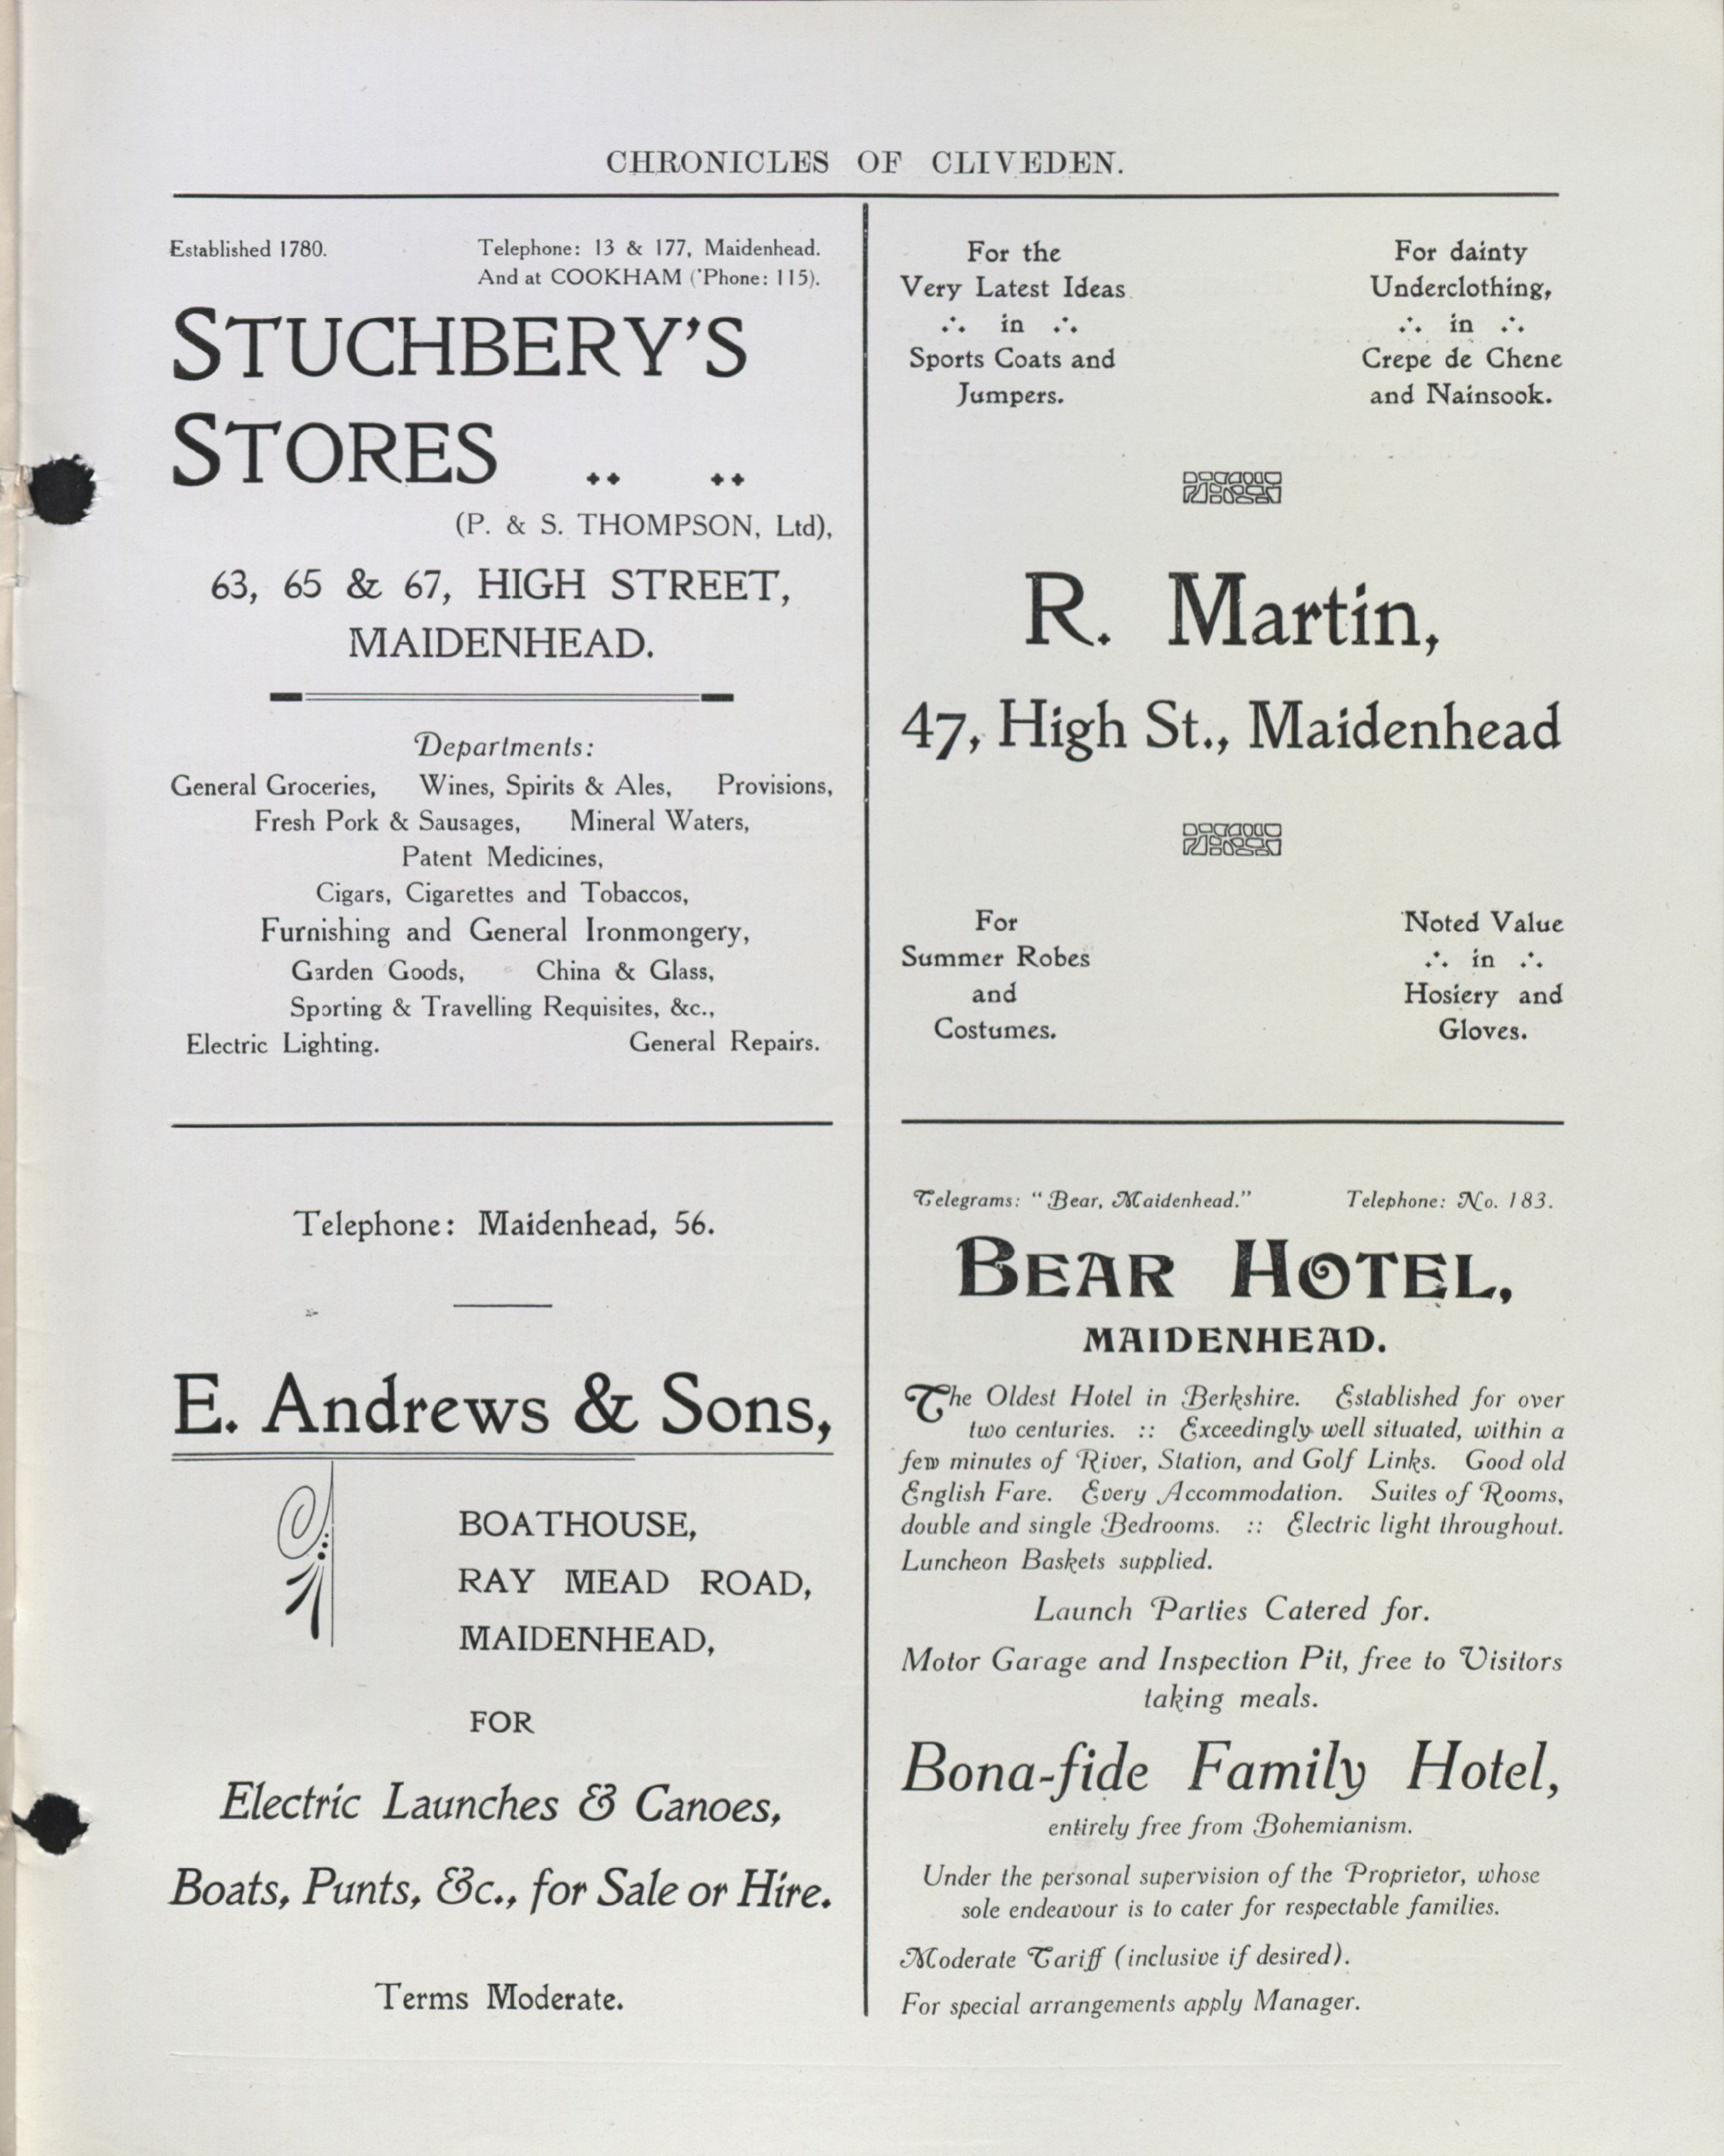 CHRONICLES OF CLIVEDEN.
Established 1780.
Telephone: 13 & 177, Maidenhead.
And at COOKHAM ('Phone: 115).
STUCHBERY'S
STORES .. ..
(P. & S. THOMPSON, Ltd),
63, 65 & 67, HIGH STREET,
MAIDENHEAD.
Departments:
General Groceries, Wines, Spirits & Ales, Provisions,
Fresh Pork & Sausages, Mineral Waters,
Patent Medicines,
Cigars, Cigarettes and Tobaccos,
Furnishing and General Ironmongery,
Garden Goods, China & Glass,
Sporting & Travelling Requisites, &c.,
Electric Lighting. General Repairs.
Telephone: Maidenhead, 56.
E. Andrews & Sons,
BOATHOUSE,
RAY MEAD ROAD,
MAIDENHEAD,
FOR
Electric Launches & Canoes,
Boats, Punts, &c., for Sale or Hire.
Terms Moderate.
For the
Very Latest Ideas
∴ in ∴
Sports Coats and
Jumpers.
For dainty
Underclothing,
∴ in ∴
Crepe de Chene
and Nainsook.
R. Martin,
47, High St., Maidenhead
For
Summer Robes
and
Costumes.
Noted Value
∴ in ∴
Hosiery and
Gloves.
Telegrams: "Bear, Maidenhead." Telephone: No. 183.
BEAR HOTEL,
MAIDENHEAD.
The Oldest Hotel in Berkshire. Established for over
two centuries. :: Exceedingly well situated, within a
few minutes of River, Station, and Golf Links. Good old
English Fare. Every Accommodation. Suites of Rooms,
double and single Bedrooms. :: Electric light throughout.
Luncheon Baskets supplied.
Launch Parties Catered for.
Motor Garage and Inspection Pit, free to Visitors
taking meals.
Bona-fide Family Hotel,
entirely free from Bohemianism.
Under the personal supervision of the Proprietor, whose
sole endeavour is to cater for respectable families.
Moderate Tariff (inclusive if desired).
For special arrangements apply Manager.